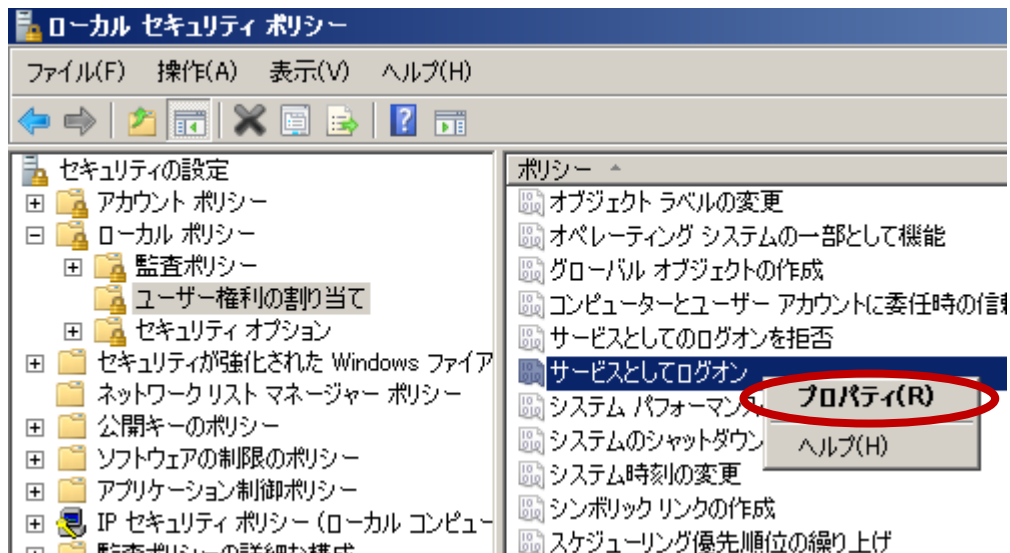 ローカル セキュリティ ポリシー
ファイル(F) 操作(A) 表示(V) ヘルプ(H)
セキュリティの設定
アカウント ポリシー
ローカル ポリシー
監査ポリシー
ユーザー権利の割り当て
セキュリティ オプション
セキュリティが強化された Windows ファイア
ネットワーク リスト マネージャー ポリシー
公開キーのポリシー
ソフトウェアの制限のポリシー
アプリケーション制御ポリシー
IP セキュリティ ポリシー (ローカル コンピュー
監査ポリシーの詳細な構成
ポリシー
オブジェクト ラベルの変更
オペレーティング システムの一部として機能
グローバル オブジェクトの作成
コンピューターとユーザー アカウントに委任時の信
サービスとしてのログオンを拒否
サービスとしてログオン
システム パフォーマンス
システムのシャットダウン
システム時刻の変更
シンボリック リンクの作成
スケジューリング優先順位の繰り上げ
プロパティ(R)
ヘルプ(H)